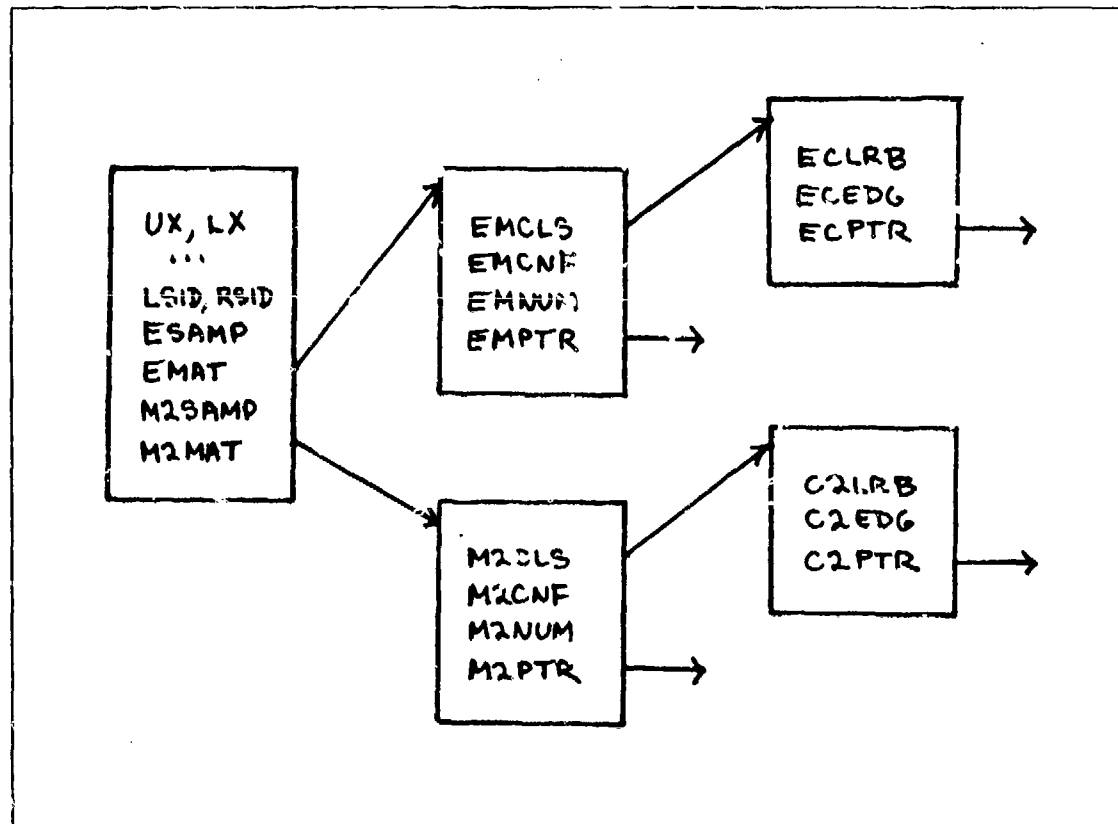 UX, LX
...
LSID, RSID
ESAMP
EMAT
M2SAMP
M2MAT
EMCLS
EMCNF
EMNUM
EMPTR
ECLRB
ECEDG
ECPTR
M2CLS
M2CNF
M2NUM
M2PTR
C2LRB
C2EDG
C2PTR